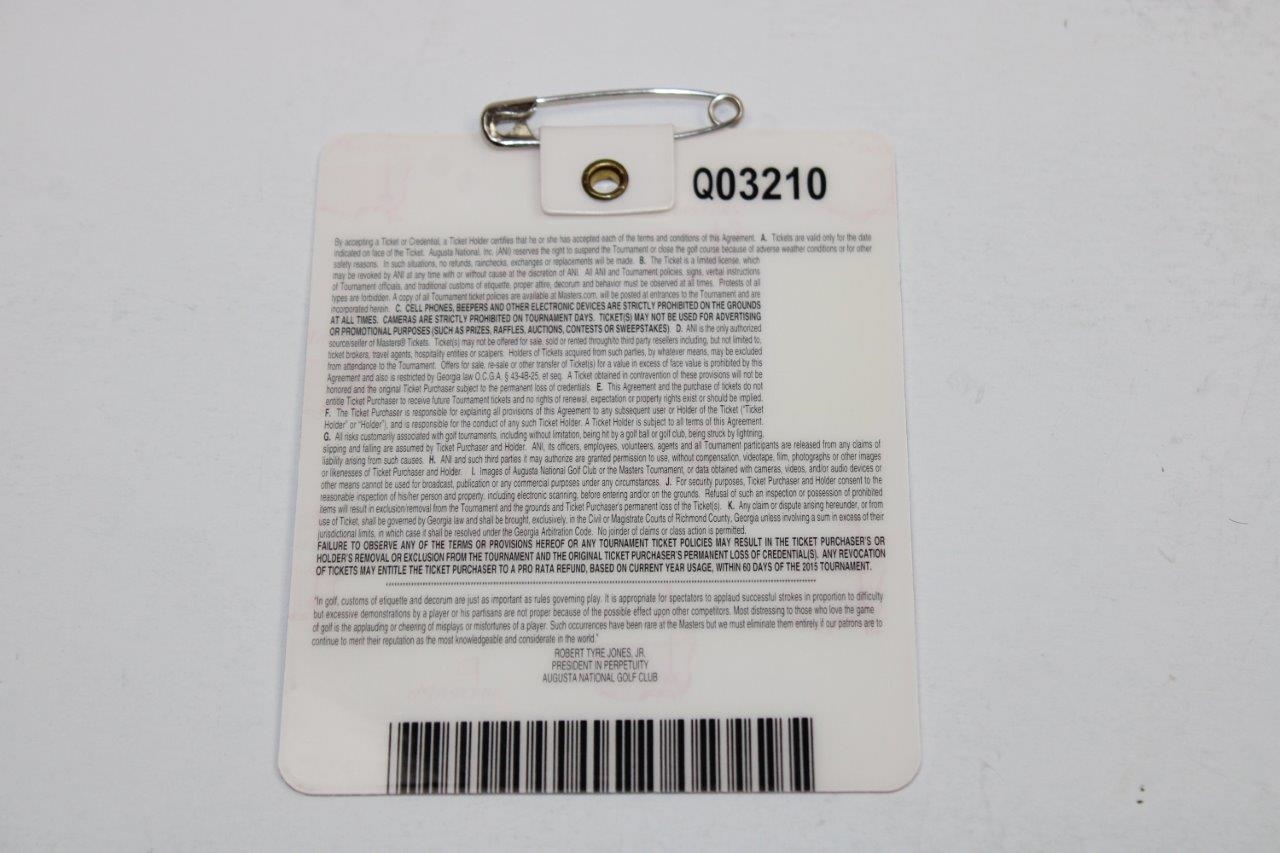 Q03210
By accepting a Ticket or Credential, a Ticket Holder certifies that he or she has accepted each of the terms and conditions of this Agreement. A. Tickets are valid only for the date
indicated on face of the Ticket. Augusta National, Inc. (ANI) reserves the right to suspend the Tournament or close the golf course because of adverse weather conditions or for other
safety reasons. In such situations, no refunds, rainchecks, exchanges or replacements will be made. B. The Ticket is a limited license, which
may be revoked by ANI at any time with or without cause at the discretion of ANI. All ANI and Tournament policies, signs, verbal instructions
of Tournament officials, and traditional customs of etiquette, proper attire, decorum and behavior must be observed at all times. Protests of all
types are forbidden. A copy of all Tournament ticket policies are available at Masters.com, will be posted at entrances to the Tournament and are
incorporated herein. C. CELL PHONES, BEEPERS AND OTHER ELECTRONIC DEVICES ARE STRICTLY PROHIBITED ON THE GROUNDS
AT ALL TIMES. CAMERAS ARE STRICTLY PROHIBITED ON TOURNAMENT DAYS. TICKET(S) MAY NOT BE USED FOR ADVERTISING
OR PROMOTIONAL PURPOSES (SUCH AS PRIZES, RAFFLES, AUCTIONS, CONTESTS OR SWEEPSTAKES). D. ANI is the only authorized
source/seller of Masters® Tickets. Ticket(s) may not be offered for sale, sold or rented through/to third party resellers including, but not limited to,
ticket brokers, travel agents, hospitality entities or scalpers. Holders of Tickets acquired from such parties, by whatever means, may be excluded
from attendance to the Tournament. Offers for sale, re-sale or other transfer of Ticket(s) for a value in excess of face value is prohibited by this
Agreement and also is restricted by Georgia law O.C.G.A. § 43-4B-25, et seq. A Ticket obtained in contravention of these provisions will not be
honored and the original Ticket Purchaser subject to the permanent loss of credentials. E. This Agreement and the purchase of tickets do not
entitle Ticket Purchaser to receive future Tournament tickets and no rights of renewal, expectation or property rights exist or should be implied.
F. The Ticket Purchaser is responsible for explaining all provisions of this Agreement to any subsequent user or Holder of the Ticket ("Ticket
Holder" or "Holder"), and is responsible for the conduct of any such Ticket Holder. A Ticket Holder is subject to all terms of this Agreement.
G. All risks customarily associated with golf tournaments, including without limitation, being hit by a golf ball or golf club, being struck by lightning,
slipping and falling are assumed by Ticket Purchaser and Holder. ANI, its officers, employees, volunteers, agents and all Tournament participants are released from any claims of
liability arising from such causes. H. ANI and such third parties it may authorize are granted permission to use, without compensation, videotape, film, photographs or other images
or likenesses of Ticket Purchaser and Holder. I. Images of Augusta National Golf Club or the Masters Tournament, or data obtained with cameras, videos, and/or audio devices or
other means cannot be used for broadcast, publication or any commercial purposes under any circumstances. J. For security purposes, Ticket Purchaser and Holder consent to the
reasonable inspection of his/her person and property, including electronic scanning, before entering and/or on the grounds. Refusal of such an inspection or possession of prohibited
items will result in exclusion/removal from the Tournament and the grounds and Ticket Purchaser's permanent loss of the Ticket(s). K. Any claim or dispute arising hereunder, or from
use of Ticket, shall be governed by Georgia law and shall be brought, exclusively, in the Civil or Magistrate Courts of Richmond County, Georgia unless involving a sum in excess of their
jurisdictional limits, in which case it shall be resolved under the Georgia Arbitration Code. No joinder of claims or class action is permitted.
FAILURE TO OBSERVE ANY OF THE TERMS OR PROVISIONS HEREOF OR ANY TOURNAMENT TICKET POLICIES MAY RESULT IN THE TICKET PURCHASER'S OR
HOLDER'S REMOVAL OR EXCLUSION FROM THE TOURNAMENT AND THE ORIGINAL TICKET PURCHASER'S PERMANENT LOSS OF CREDENTIAL(S). ANY REVOCATION
OF TICKETS MAY ENTITLE THE TICKET PURCHASER TO A PRO RATA REFUND, BASED ON CURRENT YEAR USAGE, WITHIN 60 DAYS OF THE 2015 TOURNAMENT.
"In golf, customs of etiquette and decorum are just as important as rules governing play. It is appropriate for spectators to applaud successful strokes in proportion to difficulty
but excessive demonstrations by a player or his partisans are not proper because of the possible effect upon other competitors. Most distressing to those who love the game
of golf is the applauding or cheering of misplays or misfortunes of a player. Such occurrences have been rare at the Masters but we must eliminate them entirely if our patrons are to
continue to merit their reputation as the most knowledgeable and considerate in the world."
ROBERT TYRE JONES, JR.
PRESIDENT IN PERPETUITY
AUGUSTA NATIONAL GOLF CLUB